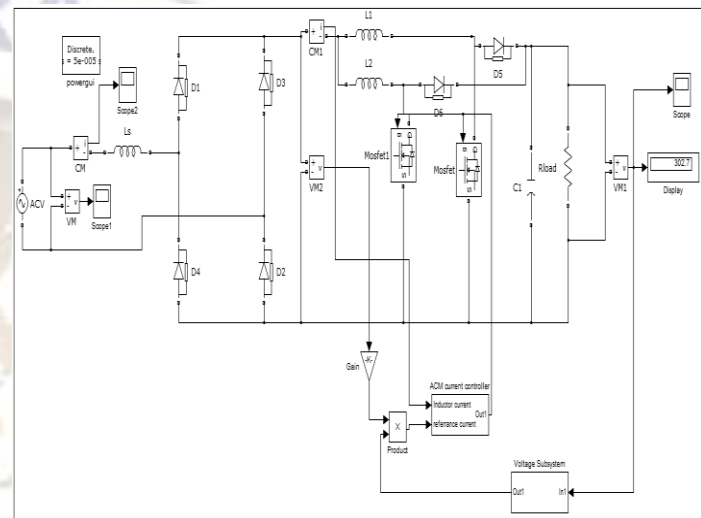 Discrete,
s = 5e-005 s
powergui
Scope2
CM
Ls
ACV
VM
Scope1
D1
D3
D4
D2
CM1
L1
L2
D5
D6
Mosfet1
Mosfet
g
D
S
g
D
S
VM2
C1
Rload
VM1
Scope
302.7
Display
Gain
-K-
Product
X
ACM current controller
Inductor current
referrance current
Out1
Voltage Subsystem
Out1
In1